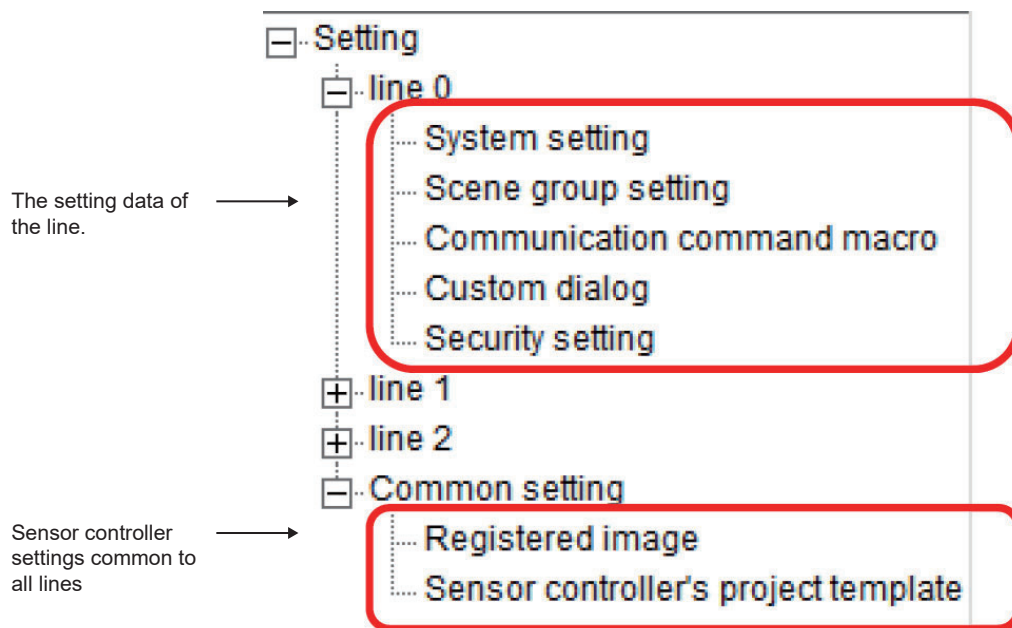 Setting
line 0
System setting
Scene group setting
Communication command macro
Custom dialog
Security setting
The setting data of
the line.
line 1
line 2
Common setting
Registered image
Sensor controller's project template
Sensor controller
settings common to
all lines